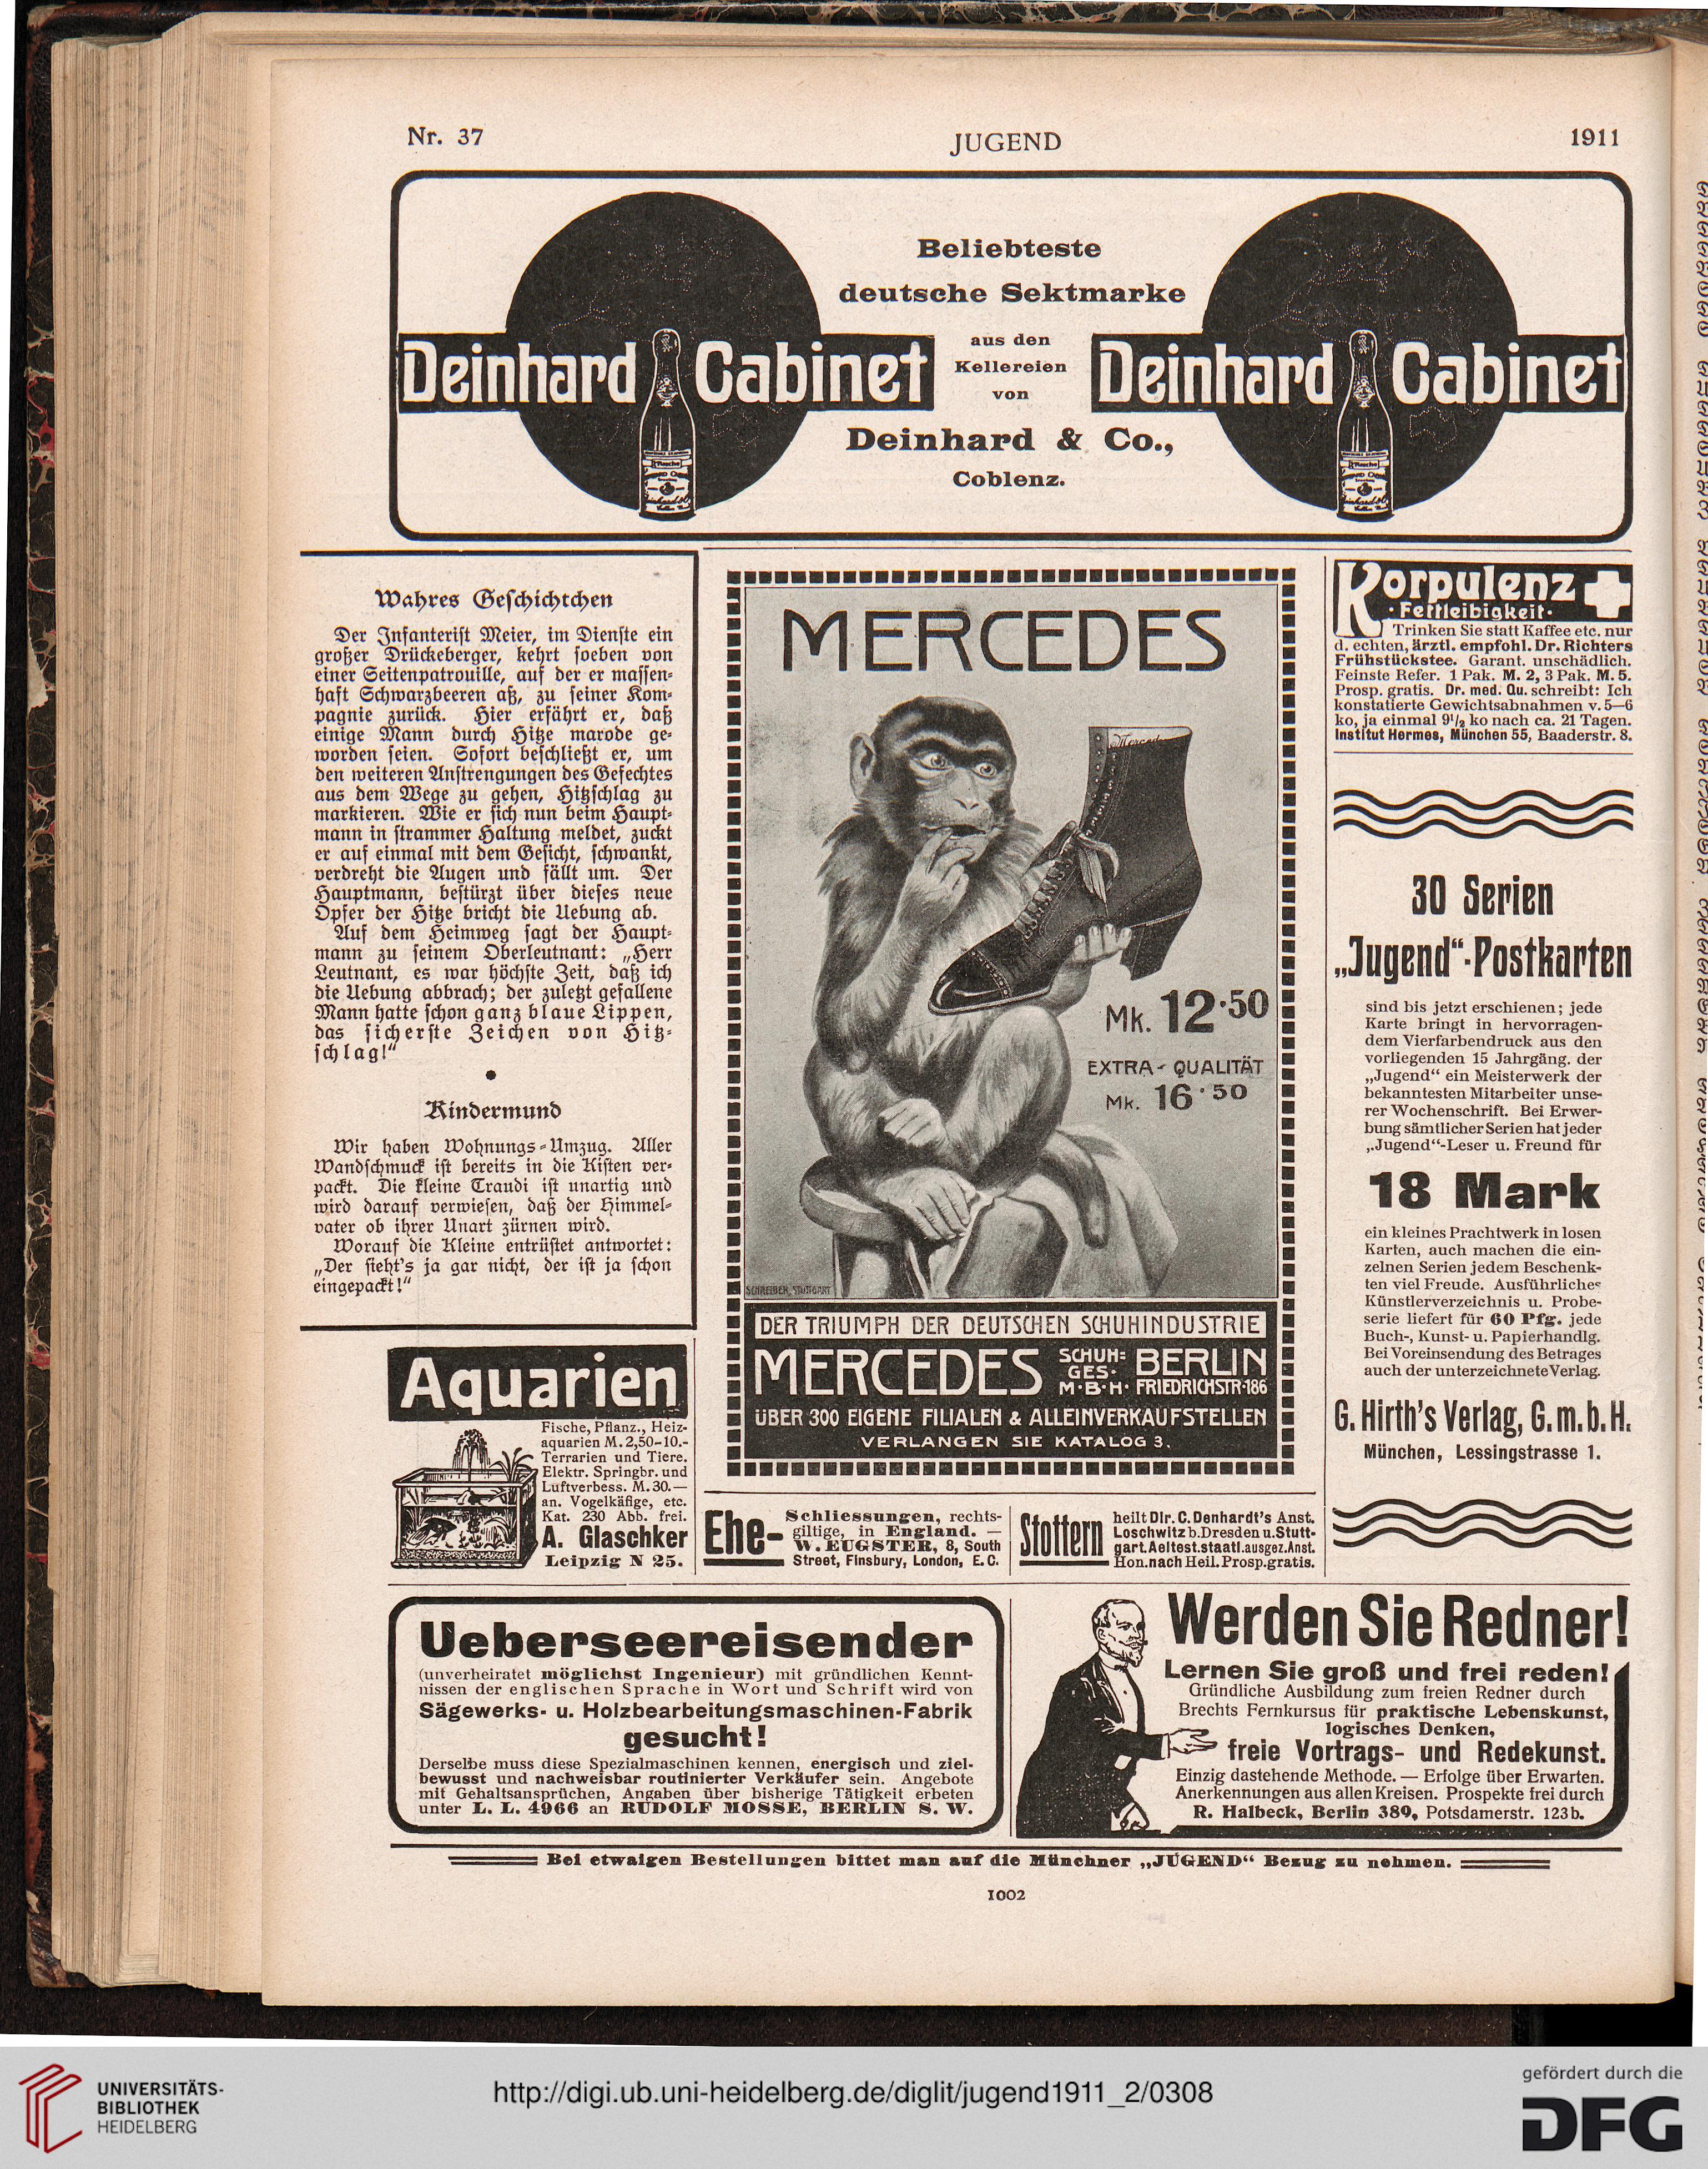 Nr. 37
JUGEND
1911
Beliebteste
deutsche Sektmarke
Deinhard Cabinet
aus den
Kellereien
von
Deinhard Cabinet
Deinhard & Co.,
Coblenz.
Wahres Geschichtchen
Der Infanterist Meier, im Dienste ein
großer Drückeberger, kehrt soeben von
einer Seitenpatrouille, auf der er massen-
haft Schwarzbeeren aß, zu seiner Kom-
pagnie zurück. Hier erfährt er, daß
einige Mann durch Hitze marode ge-
worden seien. Sofort beschließt er, um
den weiteren Anstrengungen des Gefechtes
aus dem Wege zu gehen, Hitzschlag zu
markieren. Wie er sich nun beim Haupt-
mann in strammer Haltung meldet, zuckt
er auf einmal mit dem Gesicht, schwankt,
verdreht die Augen und fällt um. Der
Hauptmann, bestürzt über dieses neue
Opfer der Hitze bricht die Uebung ab.
Auf dem Heimweg sagt der Haupt-
mann zu seinem Oberleutnant: „Herr
Leutnant, es war höchste Zeit, daß ich
die Uebung abbrach; der zuletzt gefallene
Mann hatte schon ganz blaue Lippen,
das sicherste Zeichen von Hitz-
schlag!“
Kindermund
Wir haben Wohnungs-Umzug. Aller
Wandschmuck ist bereits in die Kisten ver-
packt. Die kleine Traudi ist unartig und
wird darauf verwiesen, daß der Himmel-
vater ob ihrer Unart zürnen wird.
Worauf die Kleine entrüstet antwortet:
„Der sieht's ja gar nicht, der ist ja schon
eingepackt!“
Aquarien
Fische, Pflanz., Heiz-
aquarien M. 2,50-10.-
Terrarien und Tiere.
Elektr. Springbr. und
Luftverbess. M. 30.—
an. Vogelkäfige, etc.
Kat. 230 Abb. frei.
A. Glaschker
Leipzig N 25.
MERCEDES
Mercedes
Mk. 12·50
EXTRA-QUALITÄT
Mk. 16·50
SCHREIBER, STUTTGART
DER TRIUMPH DER DEUTSCHEN SCHUHINDUSTRIE
MERCEDES SCHUH= GES· M·B·H· BERLIN FRIEDRICHSTR·186
ÜBER 300 EIGENE FILIALEN & ALLEINVERKAUFSTELLEN
VERLANGEN SIE KATALOG 3.
Ehe-
Schliessungen, rechts-
giltige, in England. —
W. EUGSTER, 8, South
Street, Finsbury, London, E. C.
Stottern
heilt Dir. C. Denhardt's Anst.
Loschwitz b. Dresden u. Stutt-
gart. Aeltest. staatl. ausgez. Anst.
Hon. nach Heil. Prosp. gratis.
Korpulenz
·Fettleibigkeit·
Trinken Sie statt Kaffee etc. nur
d. echten, ärztl. empfohl. Dr. Richters
Frühstückstee. Garant. unschädlich.
Feinste Refer. 1 Pak. M. 2, 3 Pak. M. 5.
Prosp. gratis. Dr. med. Qu. schreibt: Ich
konstatierte Gewichtsabnahmen v. 5—6
ko, ja einmal 9½ ko nach ca. 21 Tagen.
Institut Hermes, München 55, Baaderstr. 8.
30 Serien
„Jugend“-Postkarten
sind bis jetzt erschienen; jede
Karte bringt in hervorragen-
dem Vierfarbendruck aus den
vorliegenden 15 Jahrgäng. der
„Jugend“ ein Meisterwerk der
bekanntesten Mitarbeiter unse-
rer Wochenschrift. Bei Erwer-
bung sämtlicher Serien hat jeder
„Jugend“-Leser u. Freund für
18 Mark
ein kleines Prachtwerk in losen
Karten, auch machen die ein-
zelnen Serien jedem Beschenk-
ten viel Freude. Ausführliches
Künstlerverzeichnis u. Probe-
serie liefert für 60 Pfg. jede
Buch-, Kunst- u. Papierhandlg.
Bei Voreinsendung des Betrages
auch der unterzeichnete Verlag.
G. Hirth's Verlag, G. m. b. H.
München, Lessingstrasse 1.
Ueberseereisender
(unverheiratet möglichst Ingenieur) mit gründlichen Kennt-
nissen der englischen Sprache in Wort und Schrift wird von
Sägewerks- u. Holzbearbeitungsmaschinen-Fabrik
gesucht!
Derselbe muss diese Spezialmaschinen kennen, energisch und ziel-
bewusst und nachweisbar routinierter Verkäufer sein. Angebote
mit Gehaltsansprüchen, Angaben über bisherige Tätigkeit erbeten
unter L. L. 4966 an RUDOLF MOSSE, BERLIN S. W.
Werden Sie Redner!
Lernen Sie groß und frei reden!
Gründliche Ausbildung zum freien Redner durch
Brechts Fernkursus für praktische Lebenskunst,
logisches Denken,
freie Vortrags- und Redekunst.
Einzig dastehende Methode. — Erfolge über Erwarten.
Anerkennungen aus allen Kreisen. Prospekte frei durch
R. Halbeck, Berlin 389, Potsdamerstr. 123b.
Bei etwaigen Bestellungen bittet man auf die Münchner „JUGEND“ Bezug zu nehmen.
1002
UNIVERSITÄTS-
BIBLIOTHEK
HEIDELBERG
http://digi.ub.uni-heidelberg.de/diglit/jugend1911_2/0308
gefördert durch die
DFG